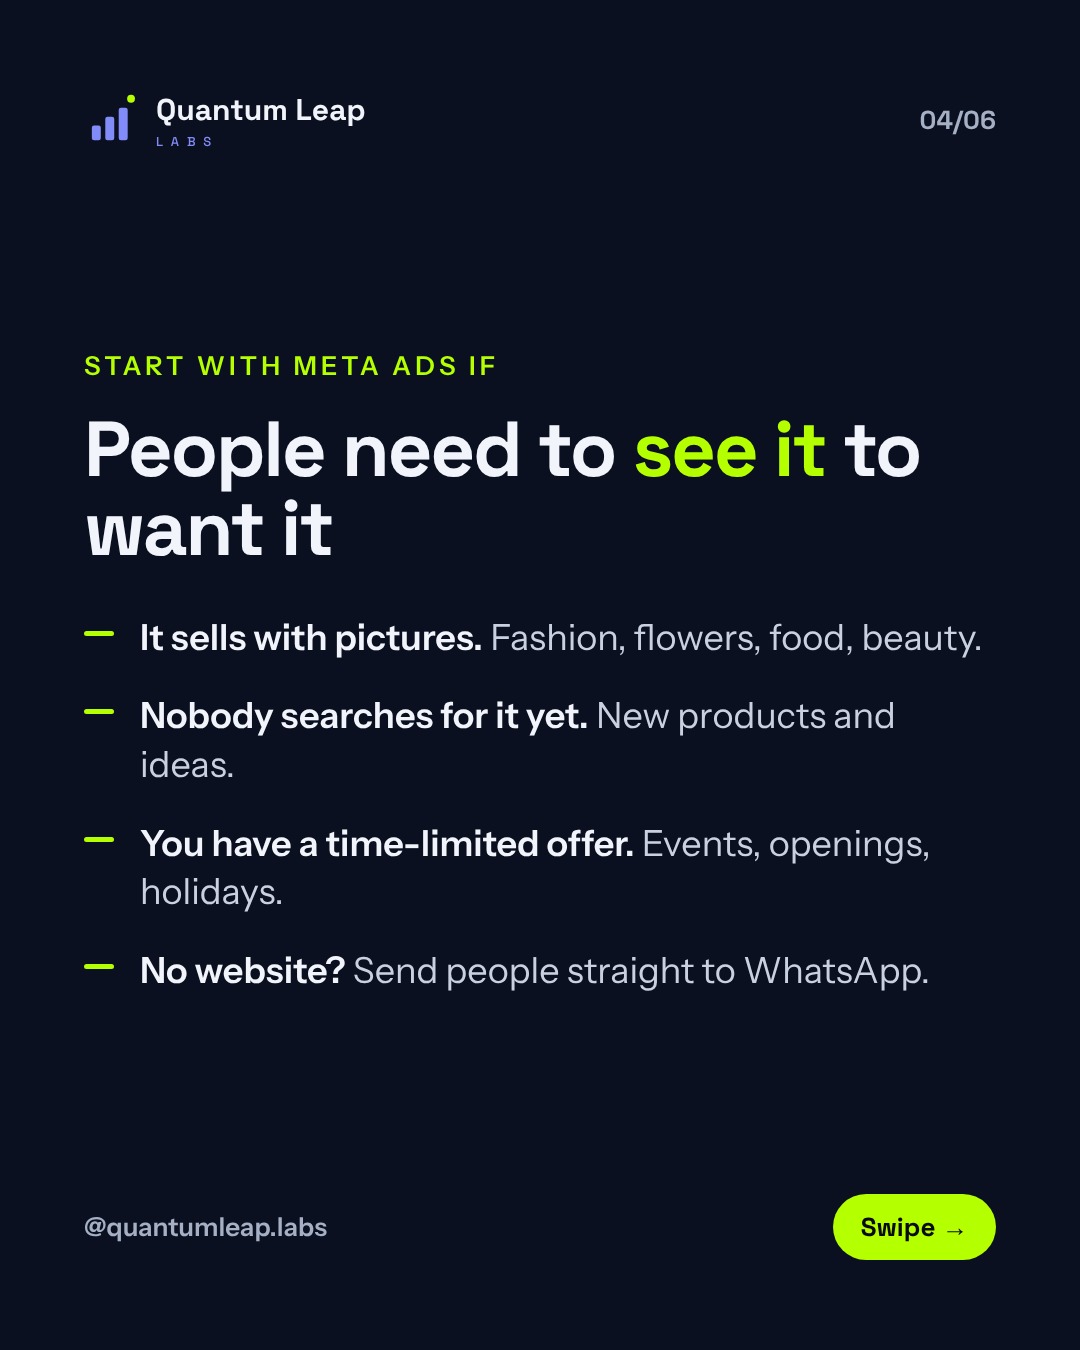 Quantum Leap
LABS
04/06
START WITH META ADS IF
People need to see it to
want it
It sells with pictures. Fashion, flowers, food, beauty.
Nobody searches for it yet. New products and
ideas.
You have a time-limited offer. Events, openings,
holidays.
No website? Send people straight to WhatsApp.
@quantumleap.labs
Swipe →